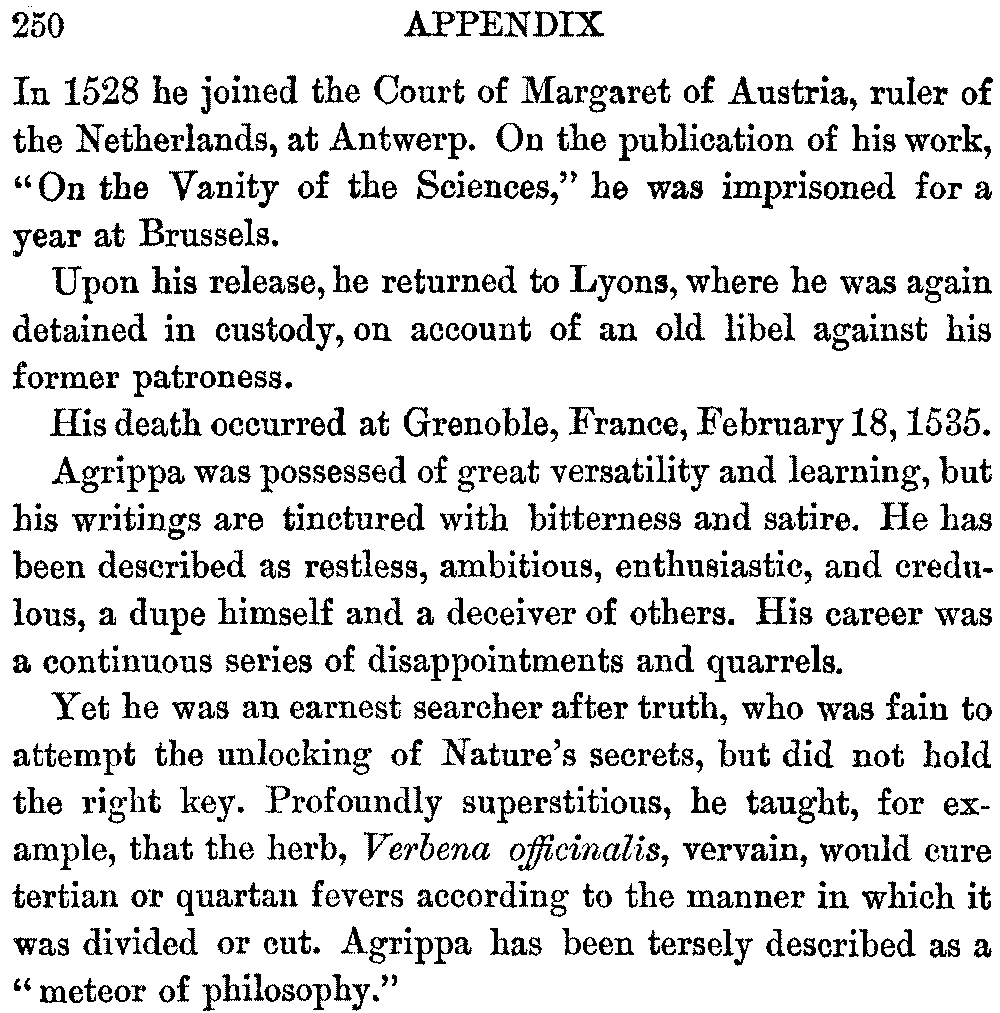 250 APPENDIX
In 1528 he joined the Court of Margaret of Austria, ruler of
the Netherlands, at Antwerp. On the publication of his work,
“On the Vanity of the Sciences,” he was imprisoned for a
year at Brussels.
Upon his release, he returned to Lyons, where he was again
detained in custody, on account of an old libel against his
former patroness.
His death occurred at Grenoble, France, February 18, 1535.
Agrippa was possessed of great versatility and learning, but
his writings are tinctured with bitterness and satire. He has
been described as restless, ambitious, enthusiastic, and credu-
lous, a dupe himself and a deceiver of others. His career was
a continuous series of disappointments and quarrels.
Yet he was an earnest searcher after truth, who was fain to
attempt the unlocking of Nature’s secrets, but did not hold
the right key. Profoundly superstitious, he taught, for ex-
ample, that the herb, Verbena officinalis, vervain, would cure
tertian or quartan fevers according to the manner in which it
was divided or cut. Agrippa has been tersely described as a
“meteor of philosophy.”